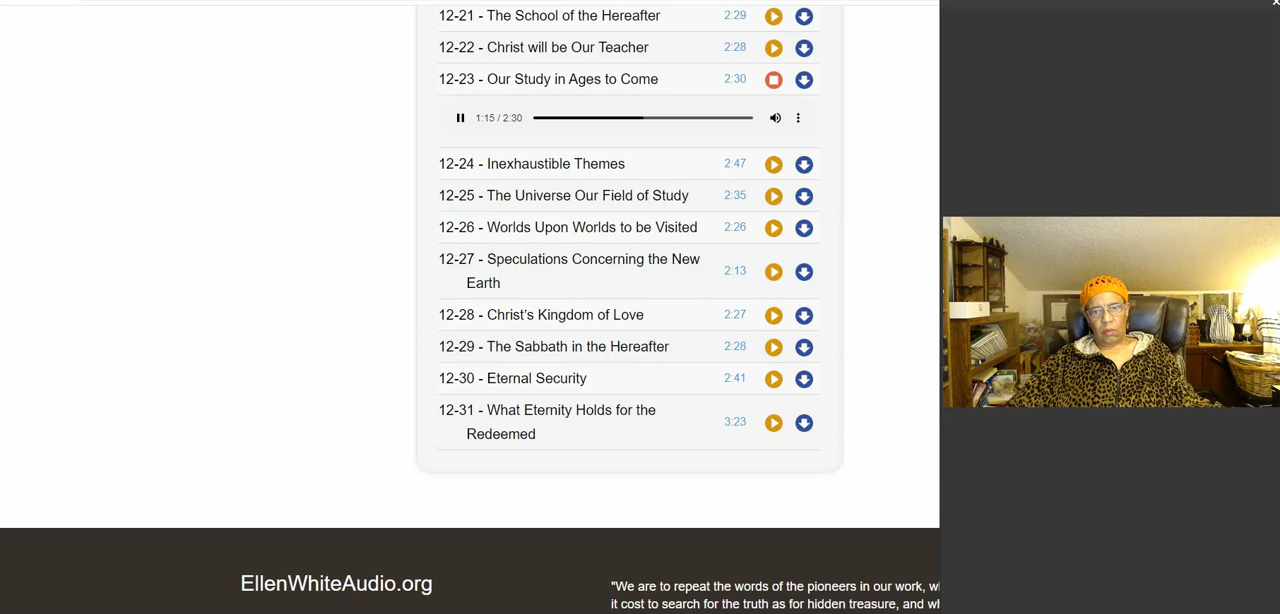 12-21 - The School of the Hereafter 2:29
12-22 - Christ will be Our Teacher 2:28
12-23 - Our Study in Ages to Come 2:30
1:15 / 2:30
12-24 - Inexhaustible Themes 2:47
12-25 - The Universe Our Field of Study 2:35
12-26 - Worlds Upon Worlds to be Visited 2:26
12-27 - Speculations Concerning the New 2:13
Earth
12-28 - Christ’s Kingdom of Love 2:27
12-29 - The Sabbath in the Hereafter 2:28
12-30 - Eternal Security 2:41
12-31 - What Eternity Holds for the 3:23
Redeemed
EllenWhiteAudio.org
"We are to repeat the words of the pioneers in our work,
it cost to search for the truth as for hidden treasure, and